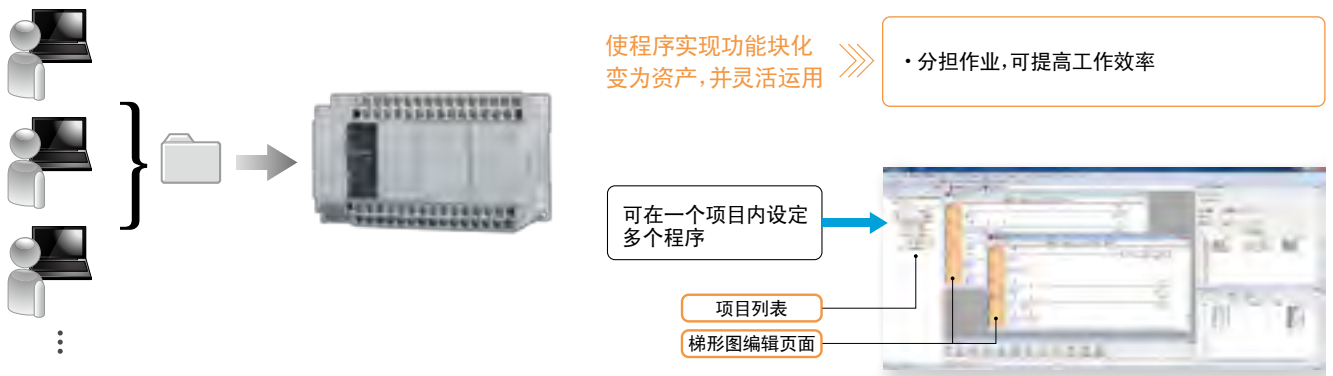 使程序实现功能块化
变为资产,并灵活运用
・分担作业,可提高工作效率
可在一个项目内设定
多个程序
项目列表
梯形图编辑页面